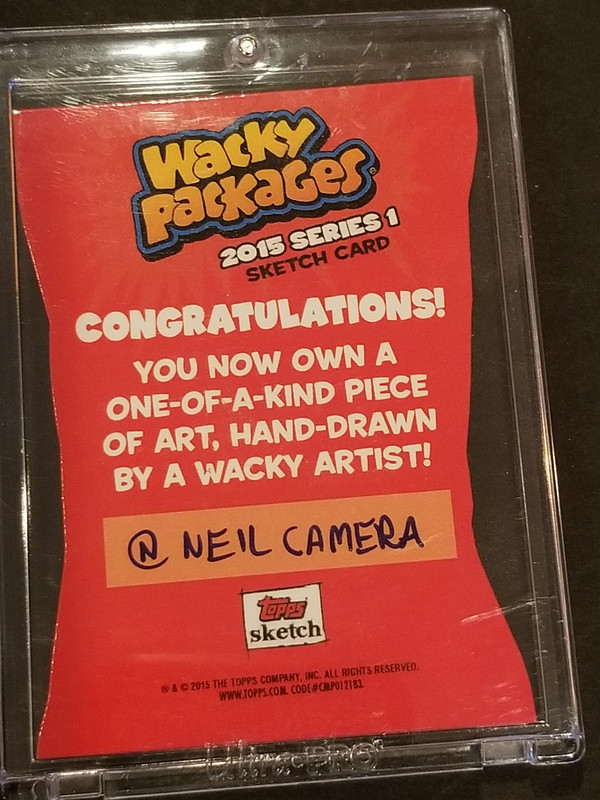 Wacky
Packages®
2015 SERIES 1
SKETCH CARD
CONGRATULATIONS!
YOU NOW OWN A
ONE-OF-A-KIND PIECE
OF ART, HAND-DRAWN
BY A WACKY ARTIST!
Ⓝ NEIL CAMERA
topps
sketch
® & © 2015 THE TOPPS COMPANY, INC. ALL RIGHTS RESERVED.
WWW.TOPPS.COM. CODE#CMP012183
Ultra·PRO